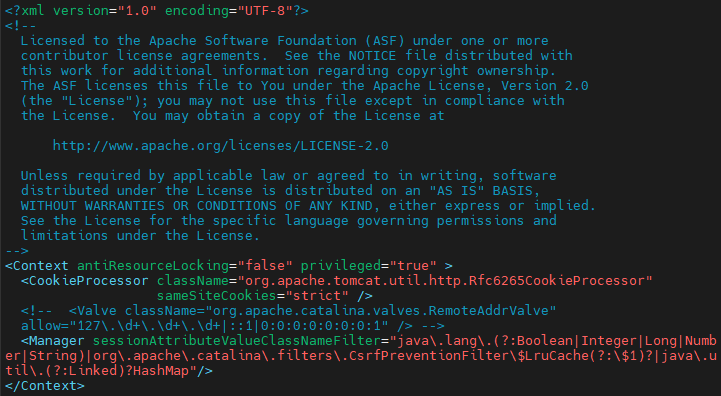 <?xml version="1.0" encoding="UTF-8"?>
<!--
  Licensed to the Apache Software Foundation (ASF) under one or more
  contributor license agreements.  See the NOTICE file distributed with
  this work for additional information regarding copyright ownership.
  The ASF licenses this file to You under the Apache License, Version 2.0
  (the "License"); you may not use this file except in compliance with
  the License.  You may obtain a copy of the License at

      http://www.apache.org/licenses/LICENSE-2.0

  Unless required by applicable law or agreed to in writing, software
  distributed under the License is distributed on an "AS IS" BASIS,
  WITHOUT WARRANTIES OR CONDITIONS OF ANY KIND, either express or implied.
  See the License for the specific language governing permissions and
  limitations under the License.
-->
<Context antiResourceLocking="false" privileged="true" >
  <CookieProcessor className="org.apache.tomcat.util.http.Rfc6265CookieProcessor"
                   sameSiteCookies="strict" />
  <!--  <Valve className="org.apache.catalina.valves.RemoteAddrValve"
  allow="127\.\d+\.\d+\.\d+|::1|0:0:0:0:0:0:0:1" /> -->
  <Manager sessionAttributeValueClassNameFilter="java\.lang\.(?:Boolean|Integer|Long|Numb
er|String)|org\.apache\.catalina\.filters\.CsrfPreventionFilter\$LruCache(?:\$1)?|java\.u
til\.(?:Linked)?HashMap"/>
</Context>